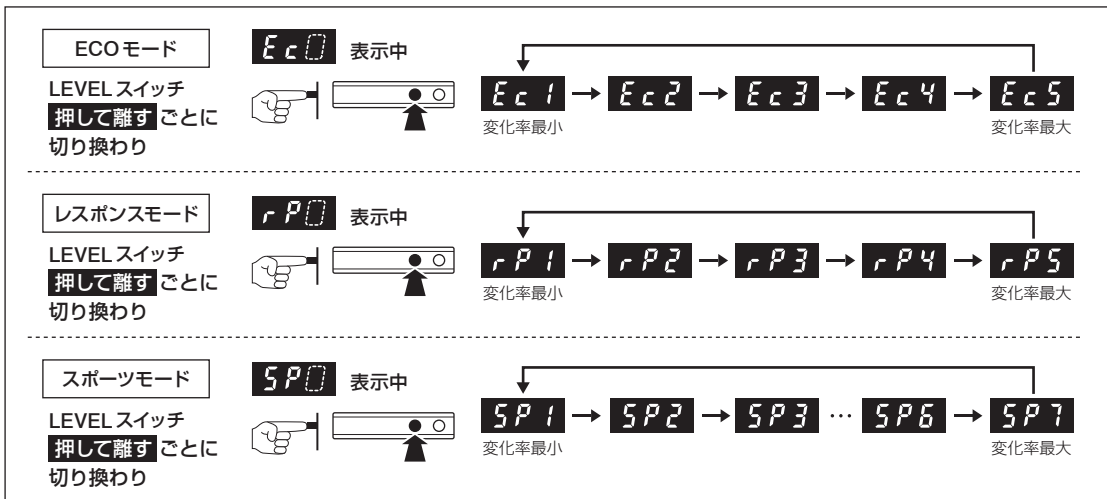 ECOモード
Ec 表示中
LEVELスイッチ
押して離す ごとに
切り換わり
Ec1 → Ec2 → Ec3 → Ec4 → Ec5
変化率最小 変化率最大
レスポンスモード
rP 表示中
LEVELスイッチ
押して離す ごとに
切り換わり
rP1 → rP2 → rP3 → rP4 → rP5
変化率最小 変化率最大
スポーツモード
SP 表示中
LEVELスイッチ
押して離す ごとに
切り換わり
SP1 → SP2 → SP3 … SP6 → SP7
変化率最小 変化率最大